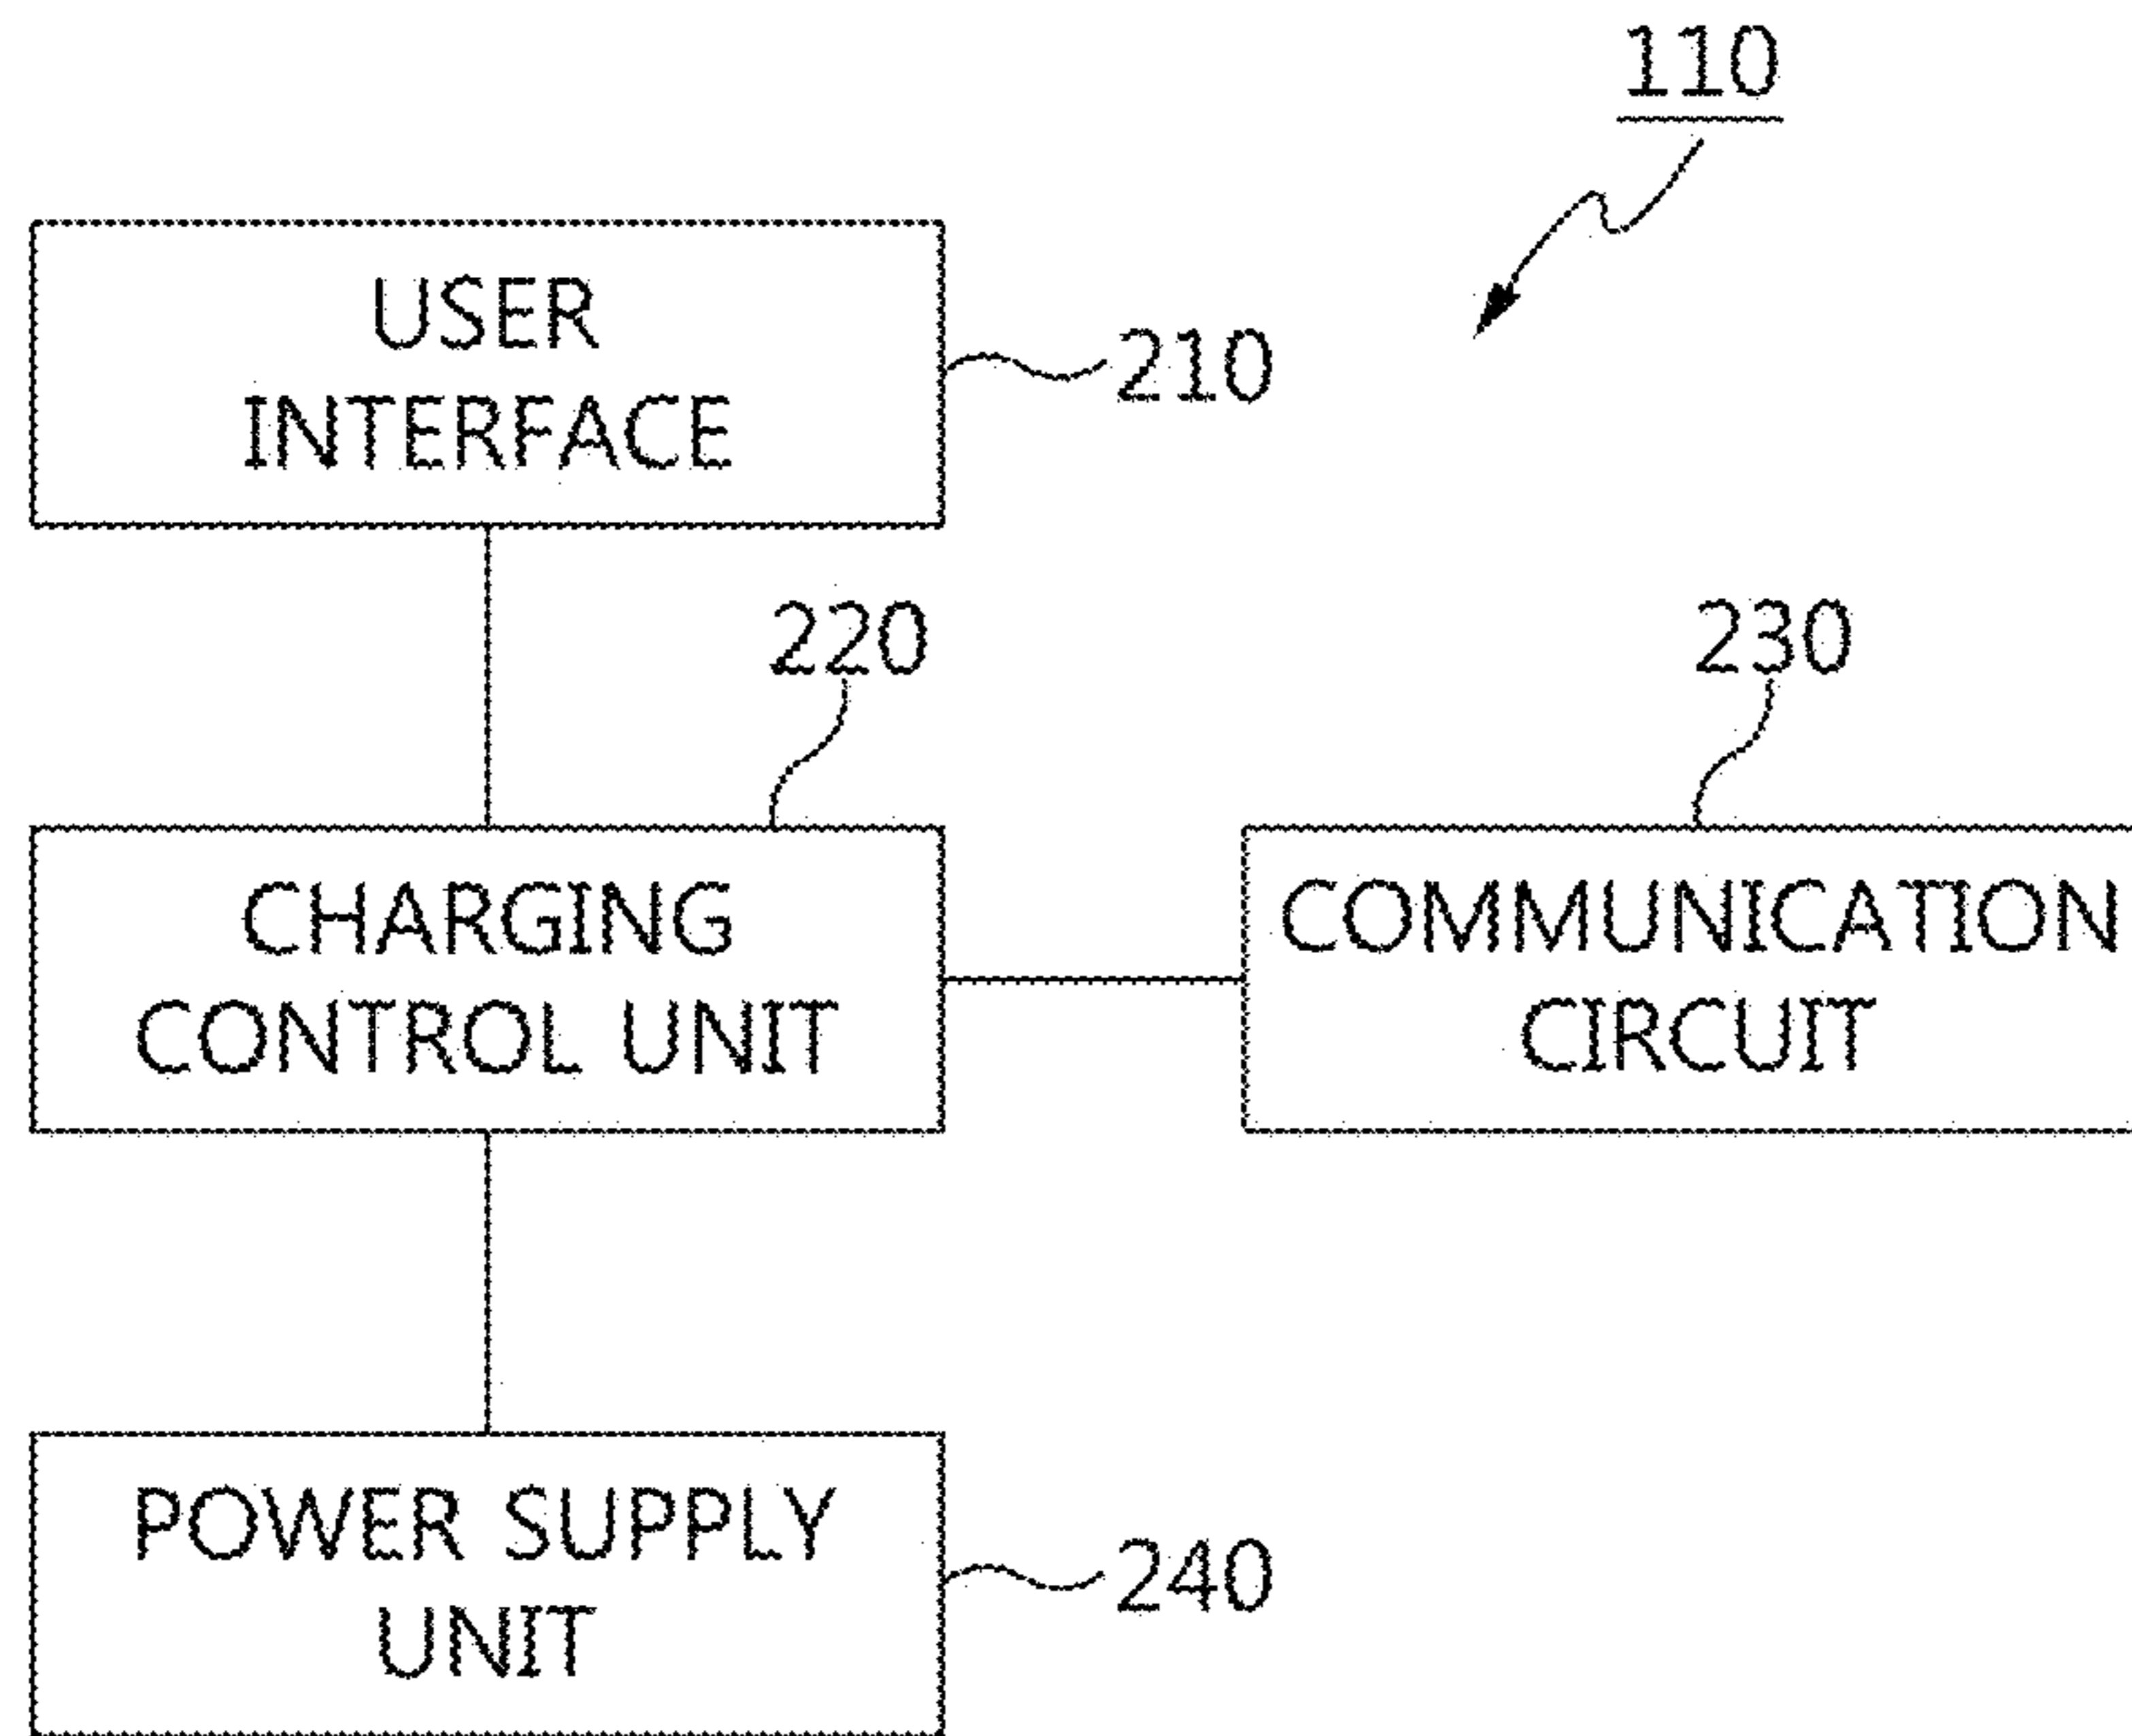 110
USER
INTERFACE
210
220
230
CHARGING
CONTROL UNIT
COMMUNICATION
CIRCUIT
POWER SUPPLY
UNIT
240